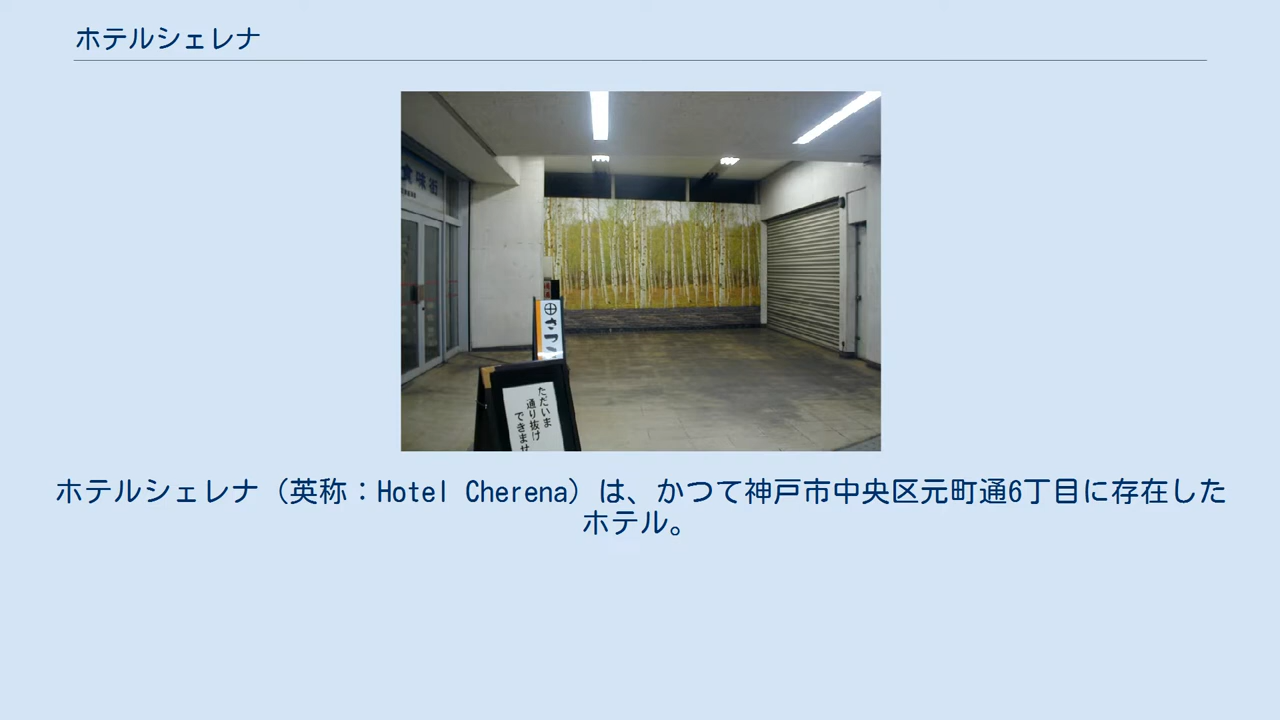 ホテルシェレナ
食味街
さつ
ただいま
通り抜け
できませ
ホテルシェレナ（英称：Hotel Cherena）は、かつて神戸市中央区元町通6丁目に存在した
ホテル。